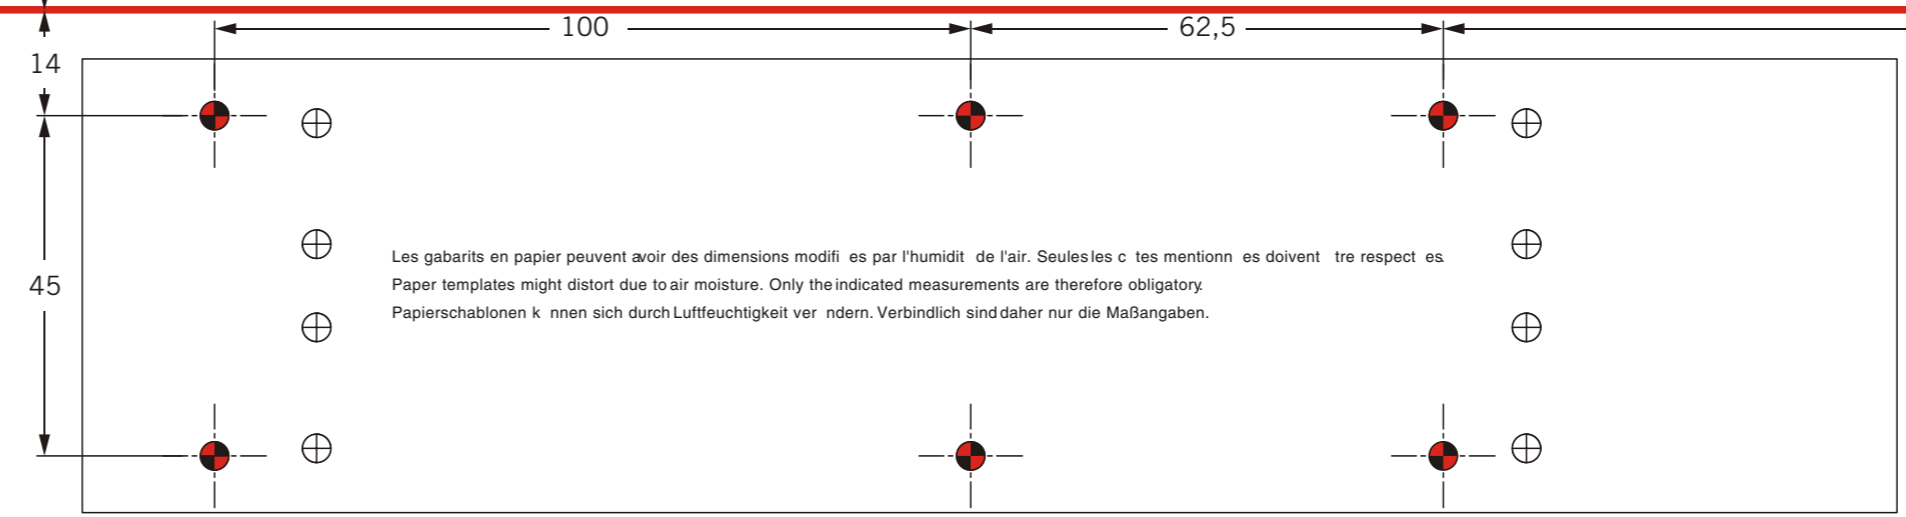 100
62,5
14
45
Les gabarits en papier peuvent avoir des dimensions modifi es par l'humidit de l'air. Seules les c tes mentionn es doivent tre respect es.
Paper templates might distort due to air moisture. Only the indicated measurements are therefore obligatory.
Papierschablonen k nnen sich durch Luftfeuchtigkeit ver ndern. Verbindlich sind daher nur die Maßangaben.